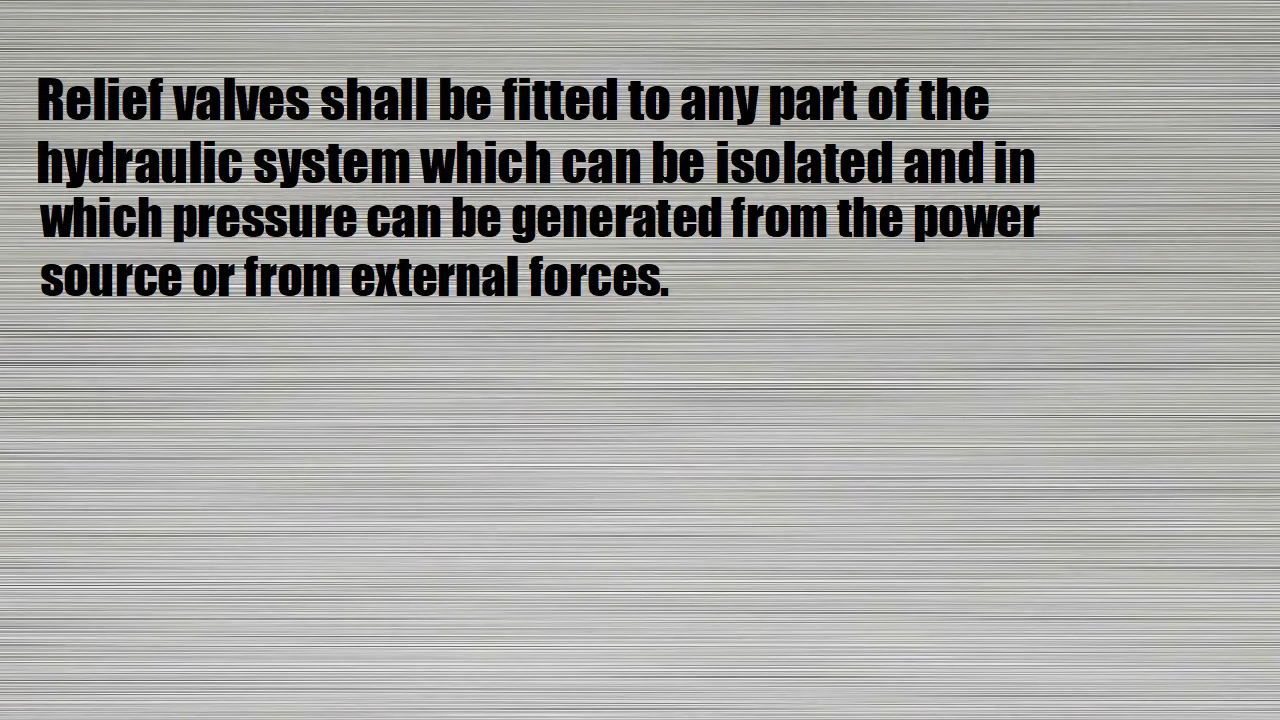 Relief valves shall be fitted to any part of the
hydraulic system which can be isolated and in
which pressure can be generated from the power
source or from external forces.